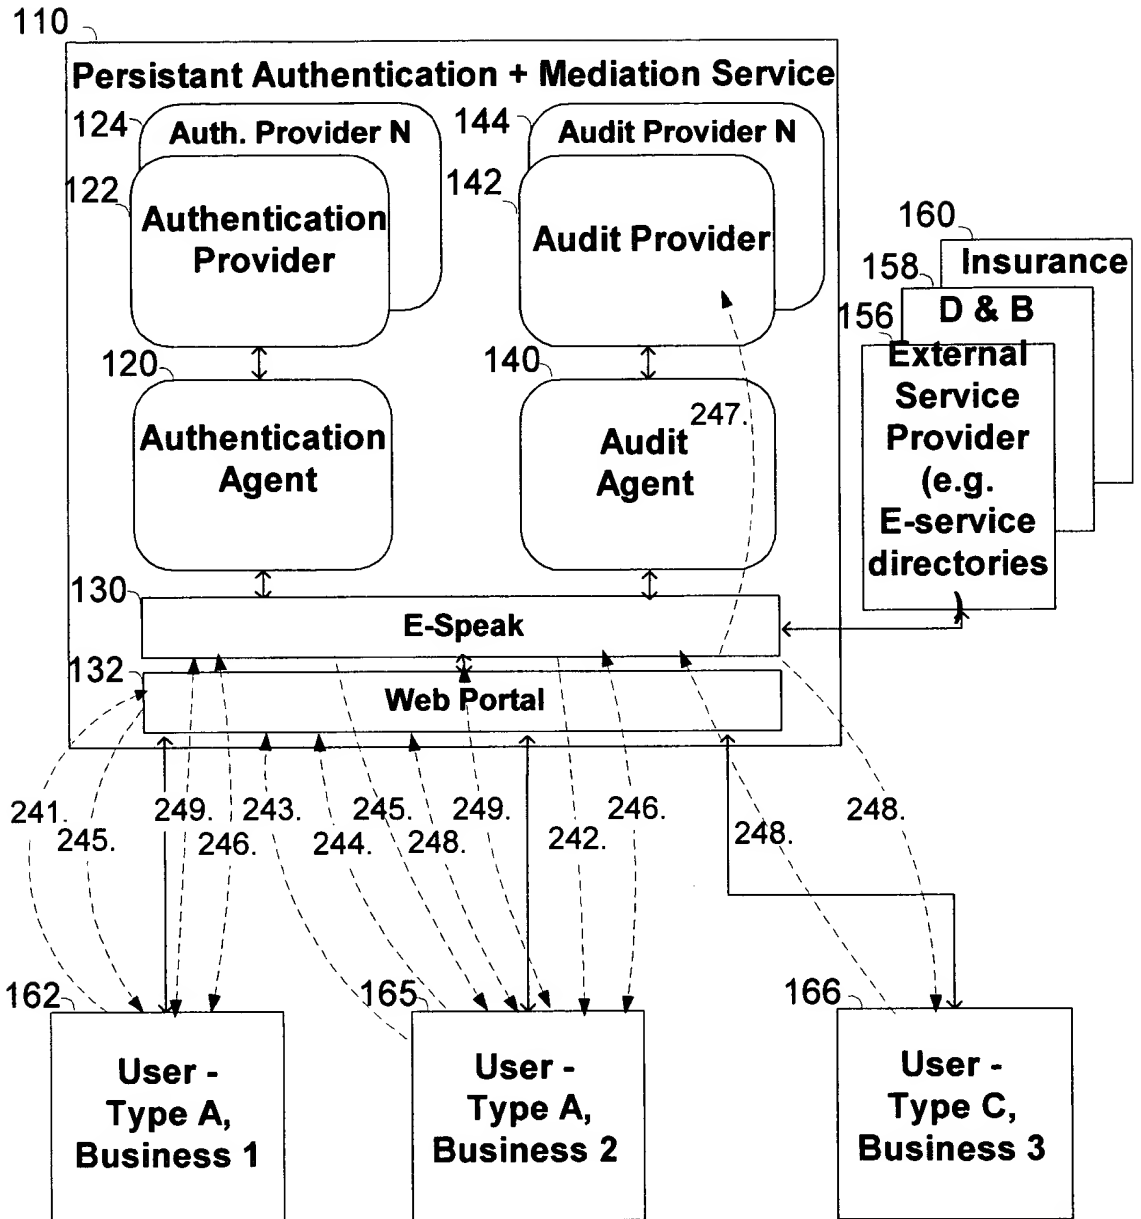 110
Persistant Authentication + Mediation Service
124
Auth. Provider N
144
Audit Provider N
122
Authentication
Provider
142
Audit Provider
160
Insurance
158
D & B
156
External
Service
Provider
(e.g.
E-service
directories
)
120
Authentication
Agent
140
Audit
Agent
247.
130
E-Speak
132
Web Portal
241.
245.
249.
246.
243.
244.
245.
248.
249.
242.
246.
248.
248.
162
User -
Type A,
Business 1
165
User -
Type A,
Business 2
166
User -
Type C,
Business 3